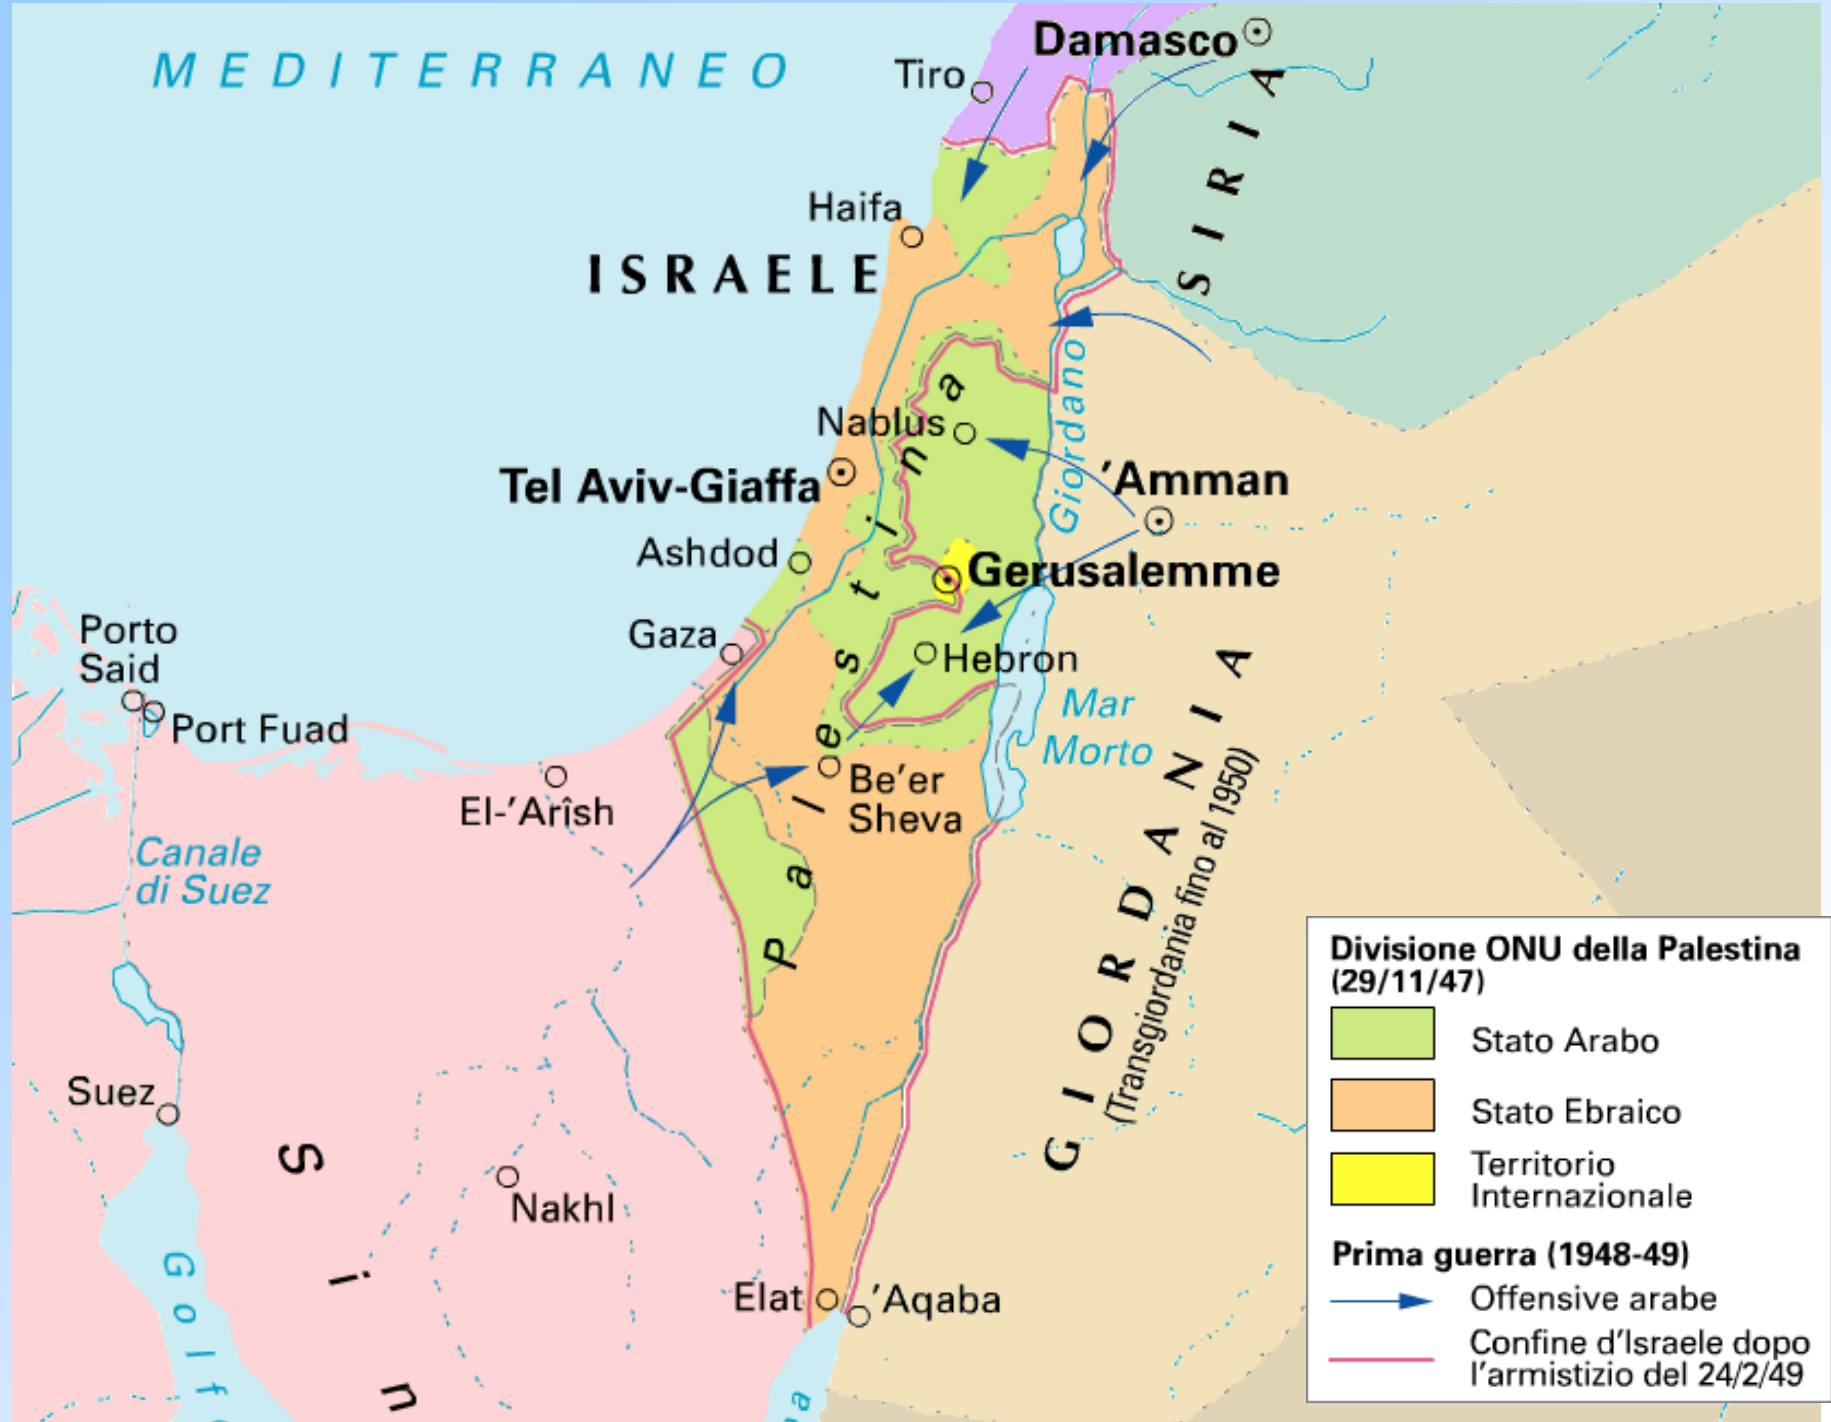 MEDITERRANEO
Damasco
Tiro
SIRIA
Haifa
ISRAELE
Giordano
Nablus
Tel Aviv-Giaffa
'Amman
Ashdod
Gerusalemme
Palestina
Gaza
Hebron
Porto
Said
Port Fuad
Mar
Morto
El-'Arîsh
Be'er
Sheva
Canale
di Suez
GIORDANIA
(Transgiordania fino al 1950)
Suez
Nakhl
Sin
Golf
Elat
'Aqaba
Divisione ONU della Palestina
(29/11/47)
Stato Arabo
Stato Ebraico
Territorio
Internazionale
Prima guerra (1948-49)
Offensive arabe
Confine d'Israele dopo
l'armistizio del 24/2/49